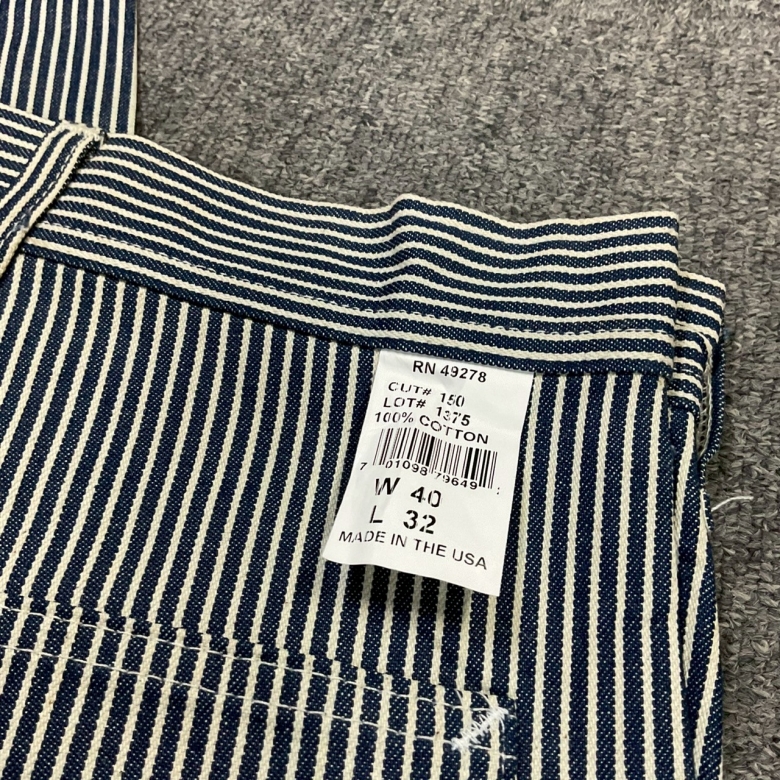 RN 49278
CUT# 150
LOT# 1375
100% COTTON
7 01098 79649
W 40
L 32
MADE IN THE USA